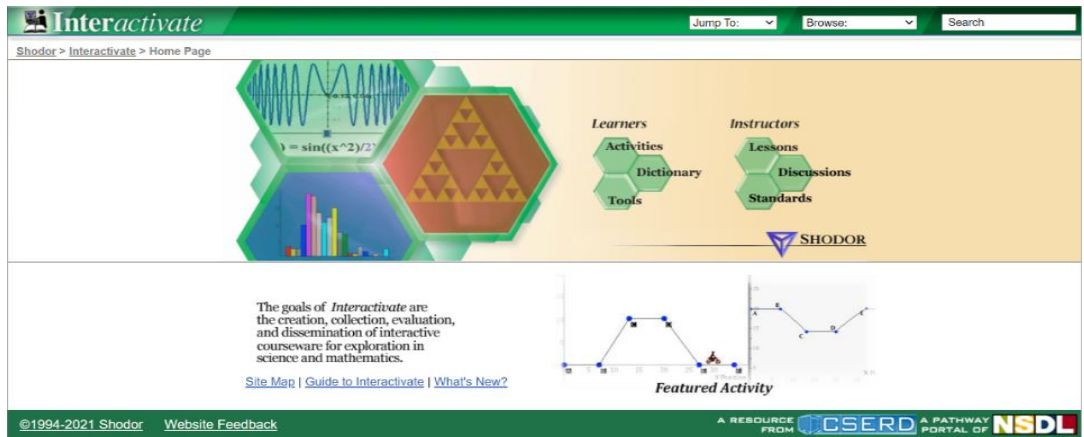 Interactivate
Jump To:
Browse:
Search
Shodor > Interactivate > Home Page
) = sin((x^2)/2)
Learners
Instructors
Activities
Dictionary
Tools
Lessons
Discussions
Standards
SHODOR
The goals of Interactivate are
the creation, collection, evaluation,
and dissemination of interactive
courseware for exploration in
science and mathematics.
Site Map | Guide to Interactivate | What's New?
Featured Activity
©1994-2021 Shodor
Website Feedback
A RESOURCE
FROM
CSERD
A PATHWAY
PORTAL OF
NSDL